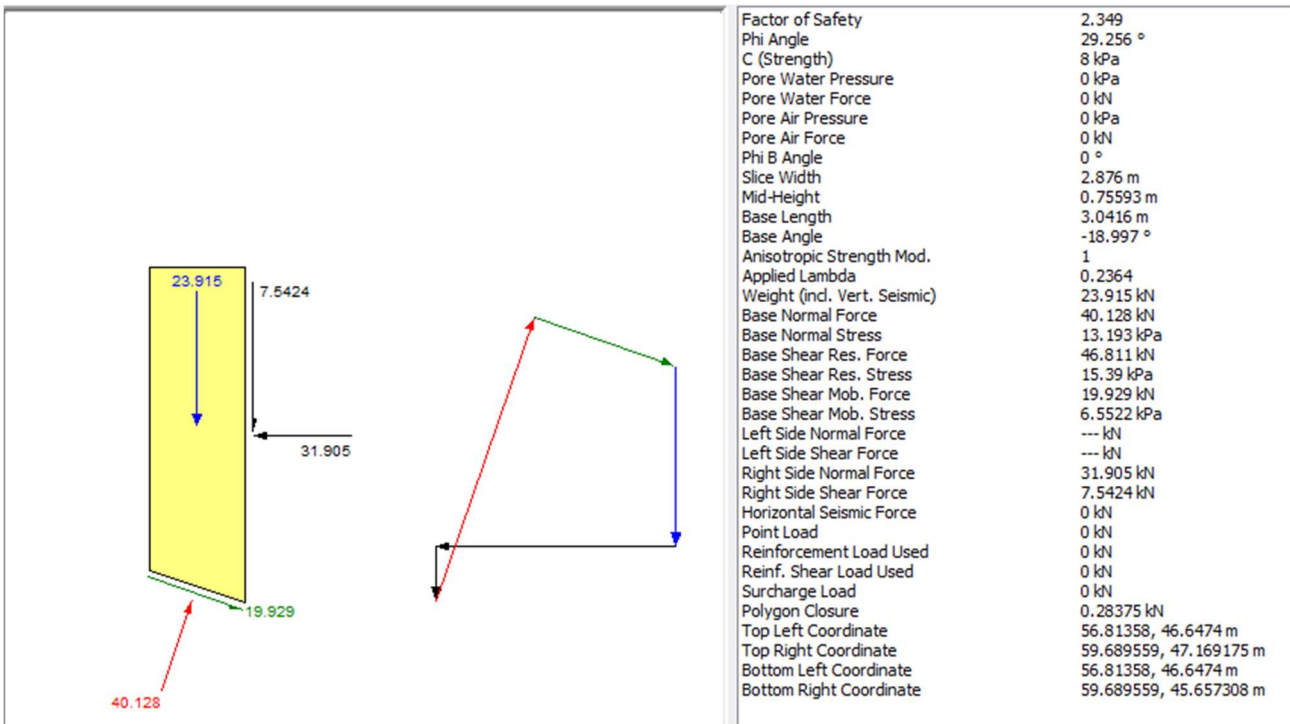 23.915
7.5424
31.905
19.929
40.128
Factor of Safety 2.349
Phi Angle 29.256 °
C (Strength) 8 kPa
Pore Water Pressure 0 kPa
Pore Water Force 0 kN
Pore Air Pressure 0 kPa
Pore Air Force 0 kN
Phi B Angle 0 °
Slice Width 2.876 m
Mid-Height 0.75593 m
Base Length 3.0416 m
Base Angle -18.997 °
Anisotropic Strength Mod. 1
Applied Lambda 0.2364
Weight (incl. Vert. Seismic) 23.915 kN
Base Normal Force 40.128 kN
Base Normal Stress 13.193 kPa
Base Shear Res. Force 46.811 kN
Base Shear Res. Stress 15.39 kPa
Base Shear Mob. Force 19.929 kN
Base Shear Mob. Stress 6.5522 kPa
Left Side Normal Force --- kN
Left Side Shear Force --- kN
Right Side Normal Force 31.905 kN
Right Side Shear Force 7.5424 kN
Horizontal Seismic Force 0 kN
Point Load 0 kN
Reinforcement Load Used 0 kN
Reinf. Shear Load Used 0 kN
Surcharge Load 0 kN
Polygon Closure 0.28375 kN
Top Left Coordinate 56.81358, 46.6474 m
Top Right Coordinate 59.689559, 47.169175 m
Bottom Left Coordinate 56.81358, 46.6474 m
Bottom Right Coordinate 59.689559, 45.657308 m